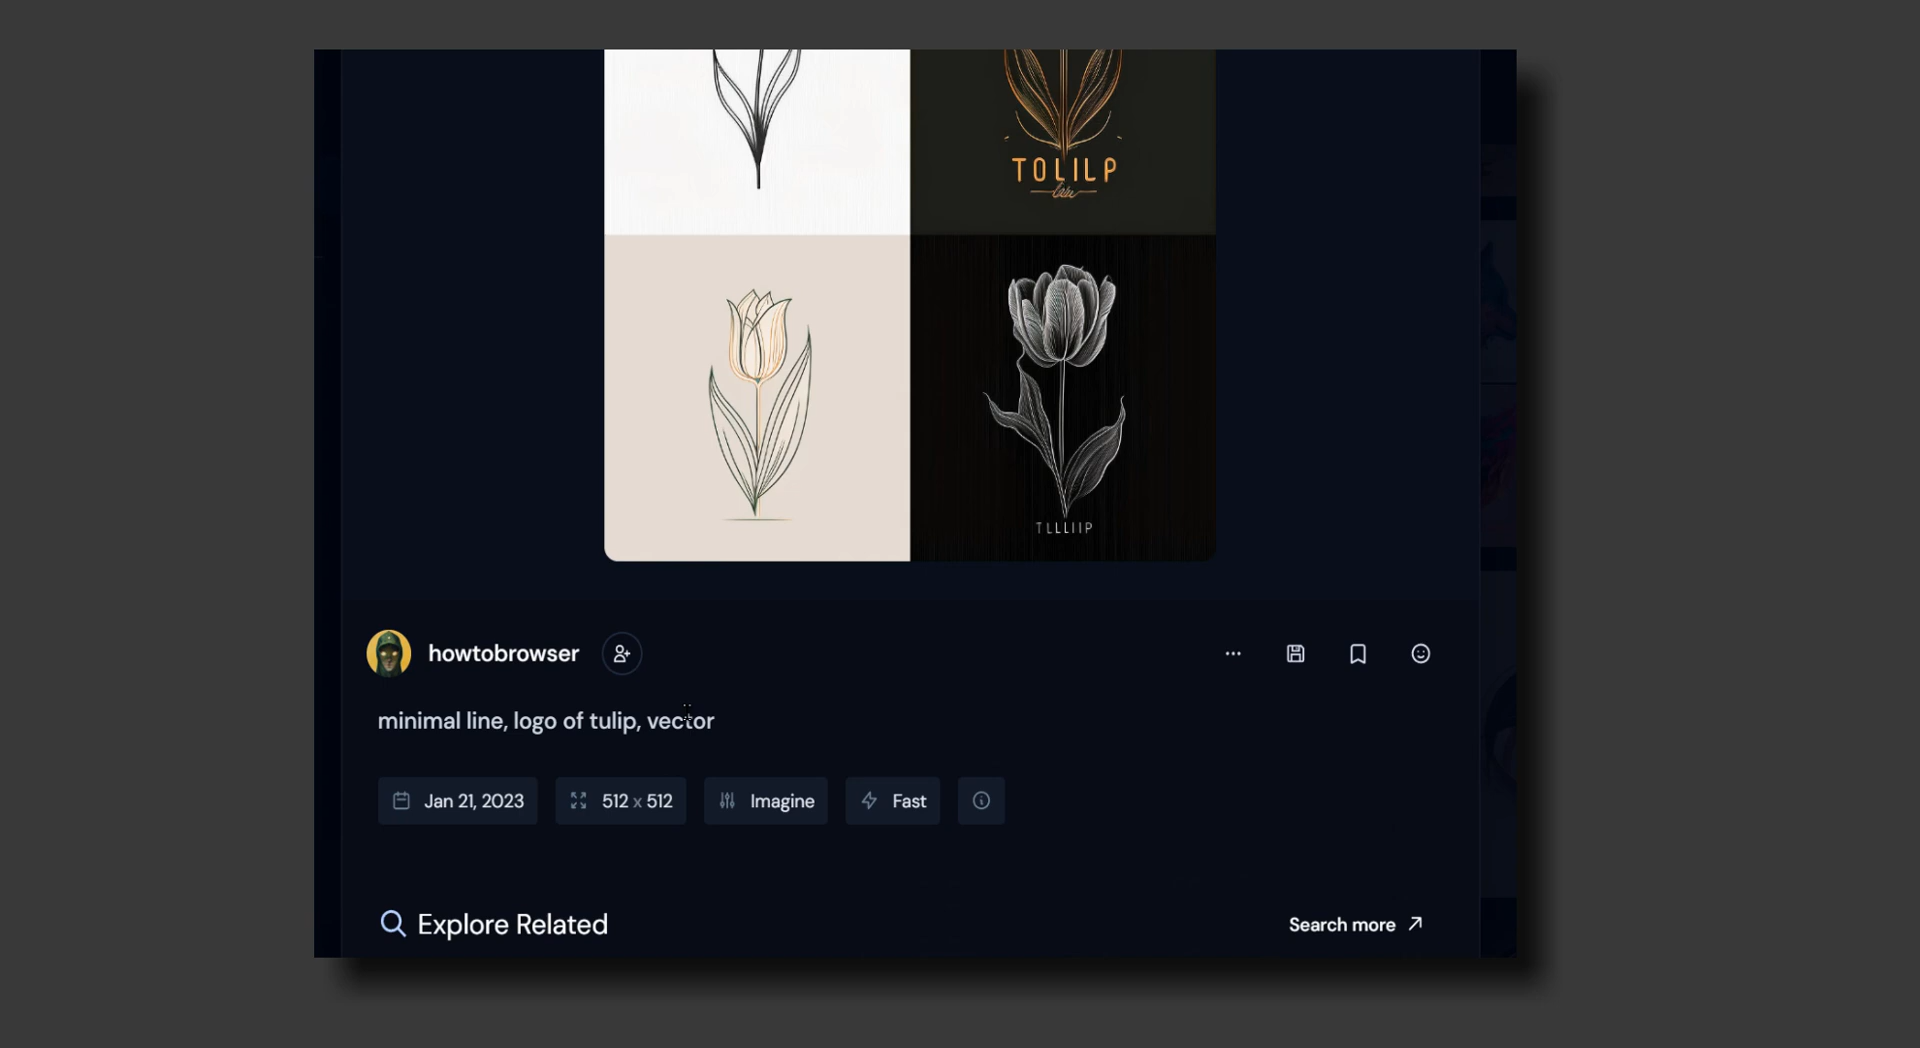 TOLILP
TLLLIIP
howtobrowser
minimal line, logo of tulip, vector
Jan 21, 2023
512 x 512
Imagine
Fast
Explore Related
Search more